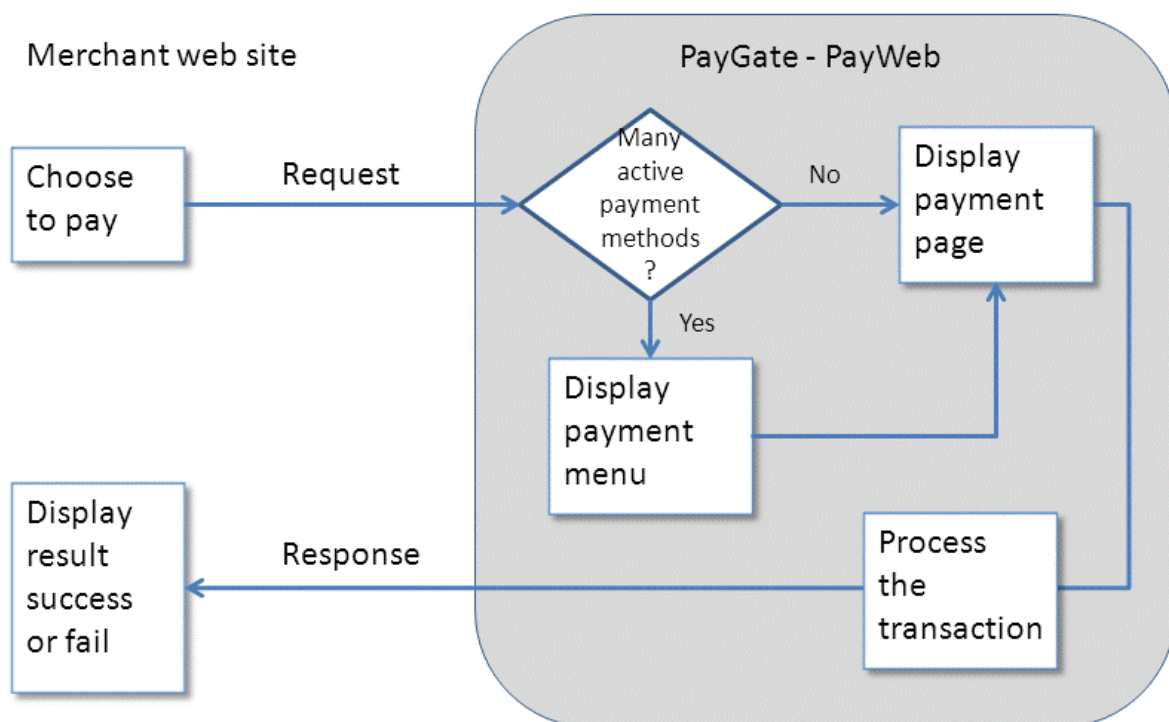 Merchant web site
PayGate - PayWeb
Choose
to pay
Request
Many
active
payment
methods
?
No
Display
payment
page
Yes
Display
payment
menu
Display
result
success
or fail
Response
Process
the
transaction